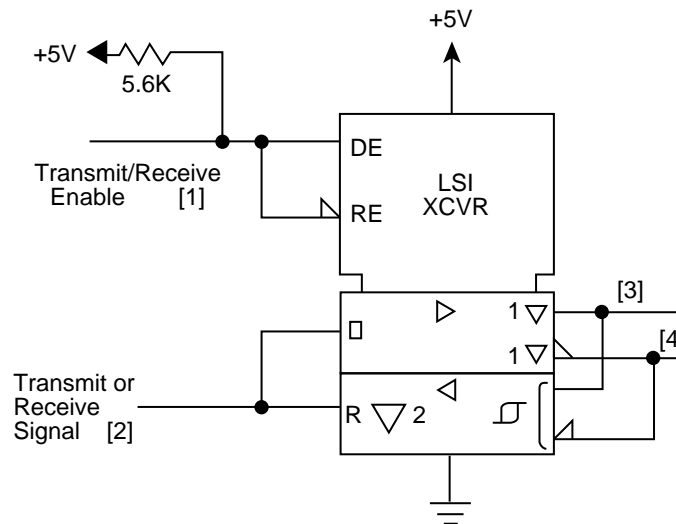 +5V
+5V
5.6K
DE
Transmit/Receive
Enable [1]
LSI
XCVR
RE
[3]
1
1
[4
Transmit or
Receive
Signal [2]
R
2